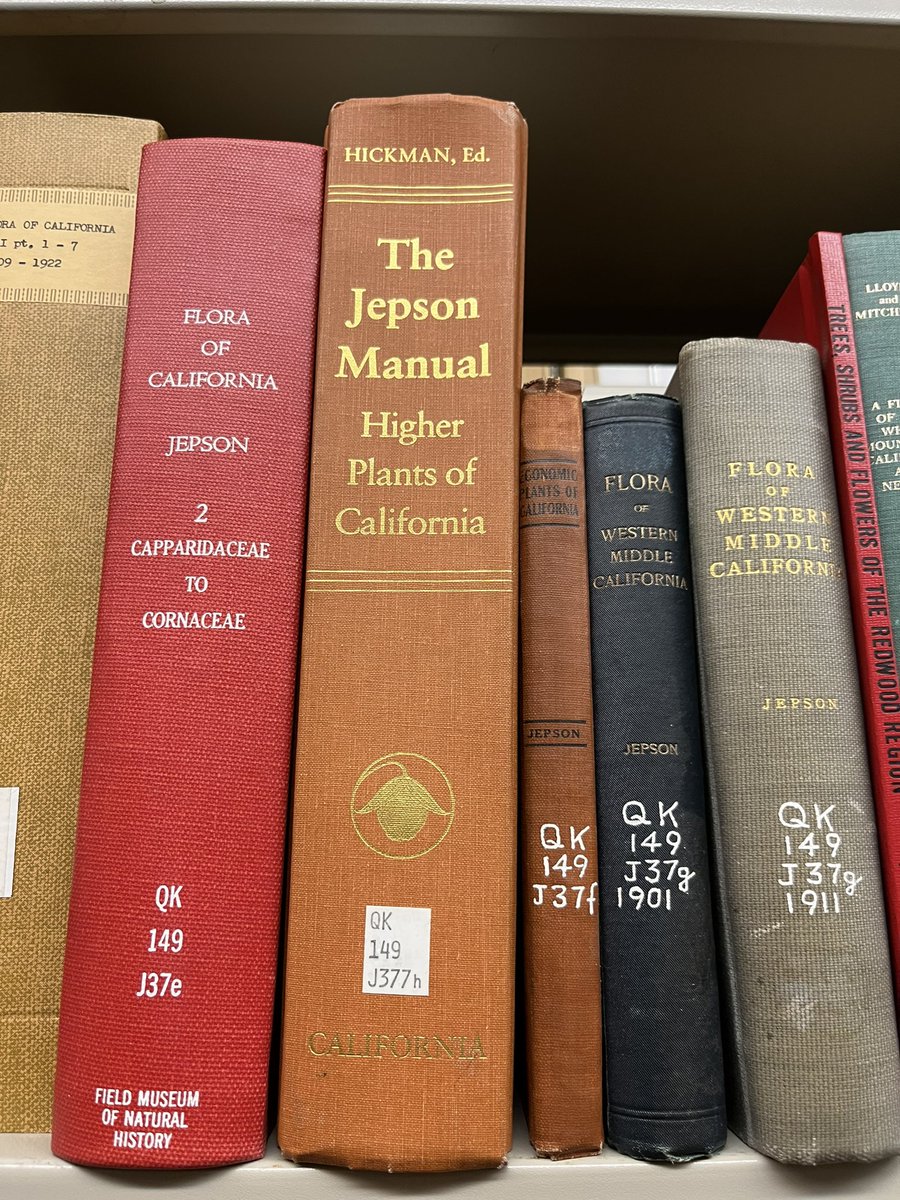 OF CALIFORNIA
pt. 1 - 7
1922
FLORA
OF
CALIFORNIA
JEPSON
2
CAPPARIDACEAE
TO
CORNACEAE
QK
149
J37e
FIELD MUSEUM
OF NATURAL
HISTORY
HICKMAN, Ed.
The
Jepson
Manual
Higher
Plants of
California
QK
149
J377h
CALIFORNIA
ECONOMIC
PLANTS OF
CALIFORNIA
JEPSON
QK
149
J37f
FLORA
OF
WESTERN
MIDDLE
CALIFORNIA
JEPSON
QK
149
J37g
1901
FLORA
OF
WESTERN
MIDDLE
CALIFORNIA
JEPSON
QK
149
J37g
1911
TREES, SHRUBS AND FLOWERS OF THE REDWOOD REGION
LLOYD
and
MITCH
A
OF